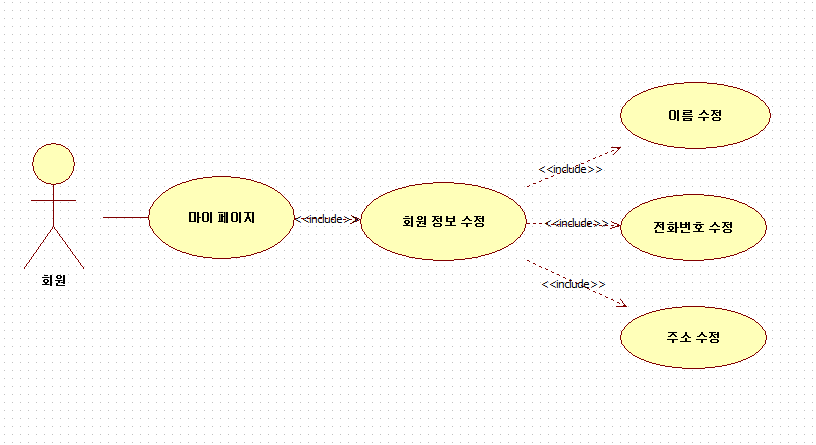 이름 수정
<<include>>
마이 페이지
<<include>>
회원 정보 수정
<<include>>
전화번호 수정
회원
<<include>>
주소 수정